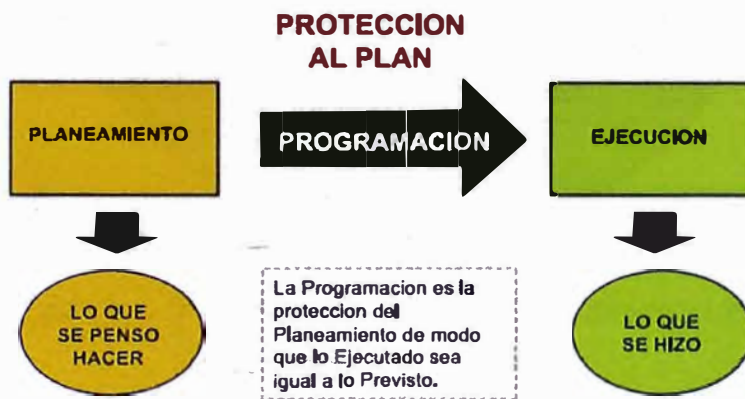 PROTECCION
AL PLAN
PLANEAMIENTO
PROGRAMACION
EJECUCION
LO QUE
SE PENSO
HACER
La Programacion es la
proteccion del
Planeamiento de modo
que lo Ejecutado sea
igual a lo Previsto.
LO QUE
SE HIZO